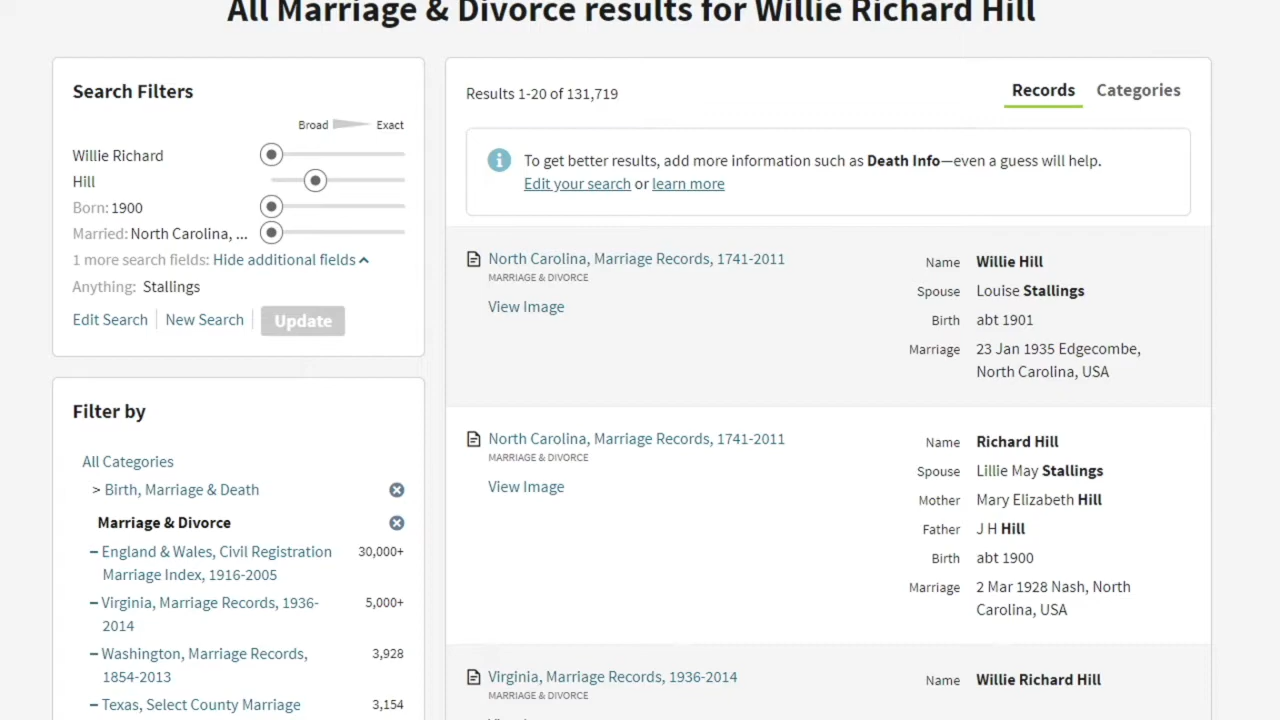 All Marriage & Divorce results for Willie Richard Hill
Search Filters
Broad Exact
Willie Richard
Hill
Born: 1900
Married: North Carolina, ...
1 more search fields: Hide additional fields
Anything: Stallings
Edit Search New Search Update
Filter by
All Categories
> Birth, Marriage & Death
Marriage & Divorce
– England & Wales, Civil Registration 30,000+
Marriage Index, 1916-2005
– Virginia, Marriage Records, 1936- 5,000+
2014
– Washington, Marriage Records, 3,928
1854-2013
– Texas, Select County Marriage 3,154
Results 1-20 of 131,719
Records Categories
To get better results, add more information such as Death Info—even a guess will help.
Edit your search or learn more
North Carolina, Marriage Records, 1741-2011
MARRIAGE & DIVORCE
View Image
Name Willie Hill
Spouse Louise Stallings
Birth abt 1901
Marriage 23 Jan 1935 Edgecombe,
North Carolina, USA
North Carolina, Marriage Records, 1741-2011
MARRIAGE & DIVORCE
View Image
Name Richard Hill
Spouse Lillie May Stallings
Mother Mary Elizabeth Hill
Father J H Hill
Birth abt 1900
Marriage 2 Mar 1928 Nash, North
Carolina, USA
Virginia, Marriage Records, 1936-2014
MARRIAGE & DIVORCE
Name Willie Richard Hill